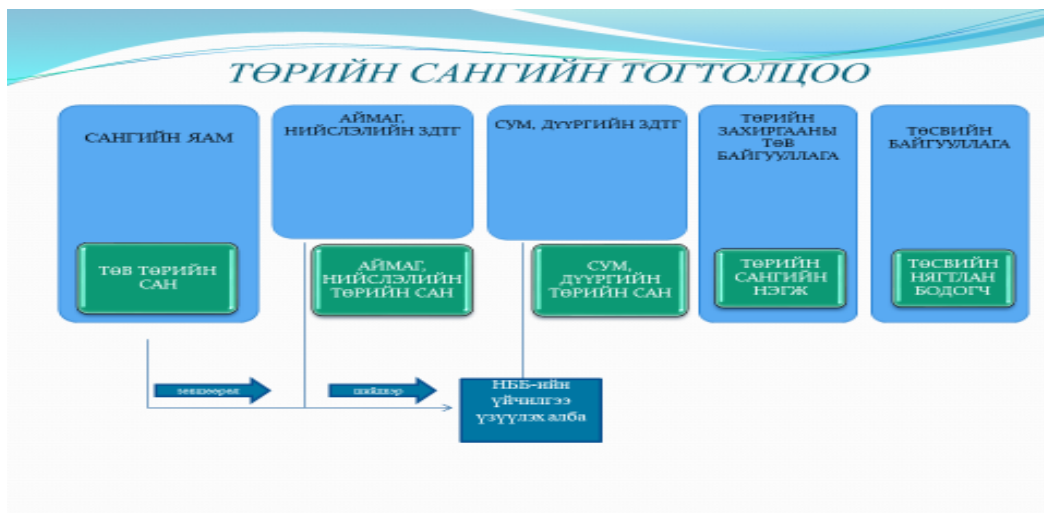 ТӨРИЙН САНГИЙН ТОГТОЛЦОО
САНГИЙН ЯАМ
АЙМАГ,
НИЙСЛЭЛИЙН ЗДТГ
СУМ, ДҮҮРГИЙН ЗДТГ
ТӨРИЙН
ЗАХИРГААНЫ
ТӨВ
БАЙГУУЛЛАГА
ТӨСВИЙН
БАЙГУУЛЛАГА
ТӨВ ТӨРИЙН
САН
АЙМАГ,
НИЙСЛЭЛИЙН
ТӨРИЙН САН
СУМ,
ДҮҮРГИЙН
ТӨРИЙН САН
ТӨРИЙН
САНГИЙН
НЭГЖ
ТӨСВИЙН
НЯГТЛАН
БОДОГЧ
зөвшөөрөл
шийдвэр
НББ-ийн
үйчилгээ
үзүүлэх алба